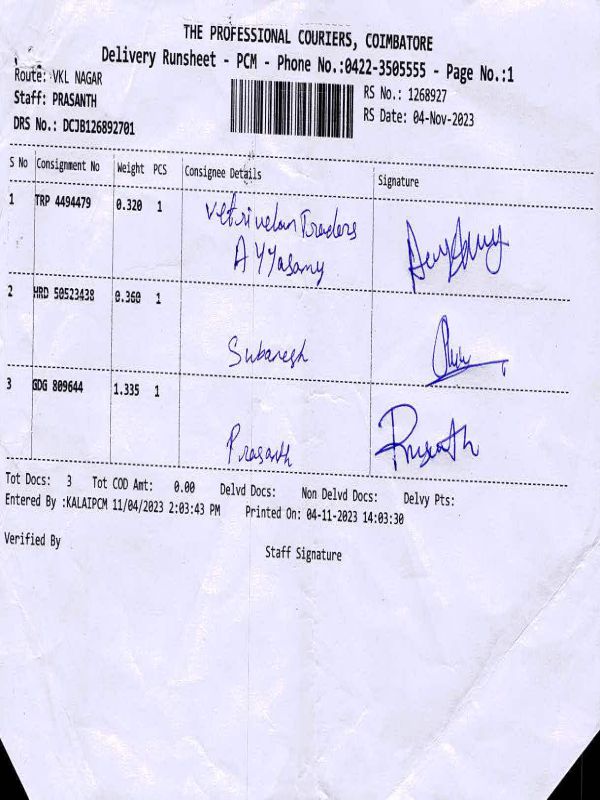 THE PROFESSIONAL COURIERS, COIMBATORE
Delivery Runsheet - PCM - Phone No.:0422-3505555 - Page No.:1
Route: VKL NAGAR
RS No.: 1268927
Staff: PRASANTH
RS Date: 04-Nov-2023
DRS No.: DCJB126892701
S No Consignment No Weight PCS Consignee Details Signature
1 TRP 4494479 0.320 1 Vetrivelan Traders
AYYasamy
2 HRD 50523438 0.360 1
Subaresh
3 GDG 809644 1.335 1
Prasanth Prasanth
Tot Docs: 3 Tot COD Amt: 0.00 Delvd Docs: Non Delvd Docs: Delvy Pts:
Entered By :KALAIPCM 11/04/2023 2:03:43 PM Printed On: 04-11-2023 14:03:30
Verified By
Staff Signature